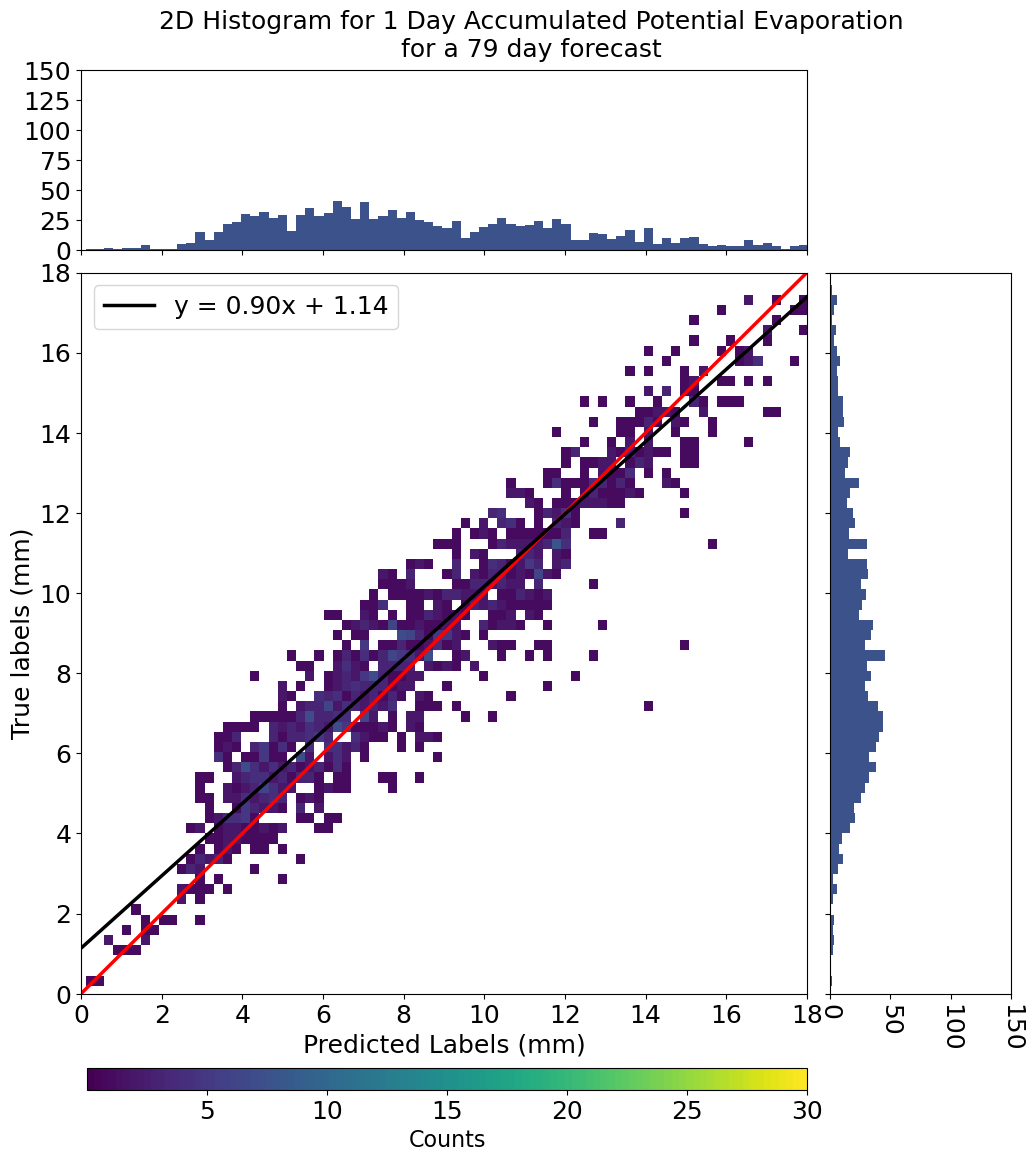 2D Histogram for 1 Day Accumulated Potential Evaporation
for a 79 day forecast
150
125
100
75
50
25
0
18
16
14
12
10
8
6
4
2
0
True labels (mm)
y = 0.90x + 1.14
0 2 4 6 8 10 12 14 16 18
Predicted Labels (mm)
0 50 100 150
5 10 15 20 25 30
Counts